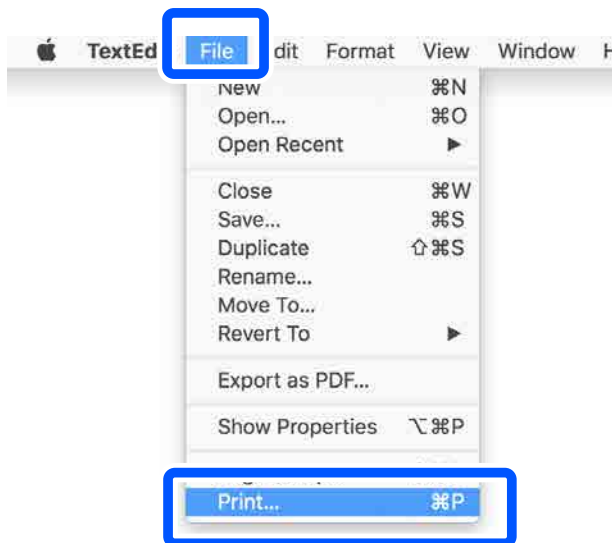 TextEd File dit Format View Window H
New ⌘N
Open... ⌘O
Open Recent ▶
Close ⌘W
Save... ⌘S
Duplicate ⇧⌘S
Rename...
Move To...
Revert To ▶
Export as PDF...
Show Properties ⌥⌘P
Print... ⌘P